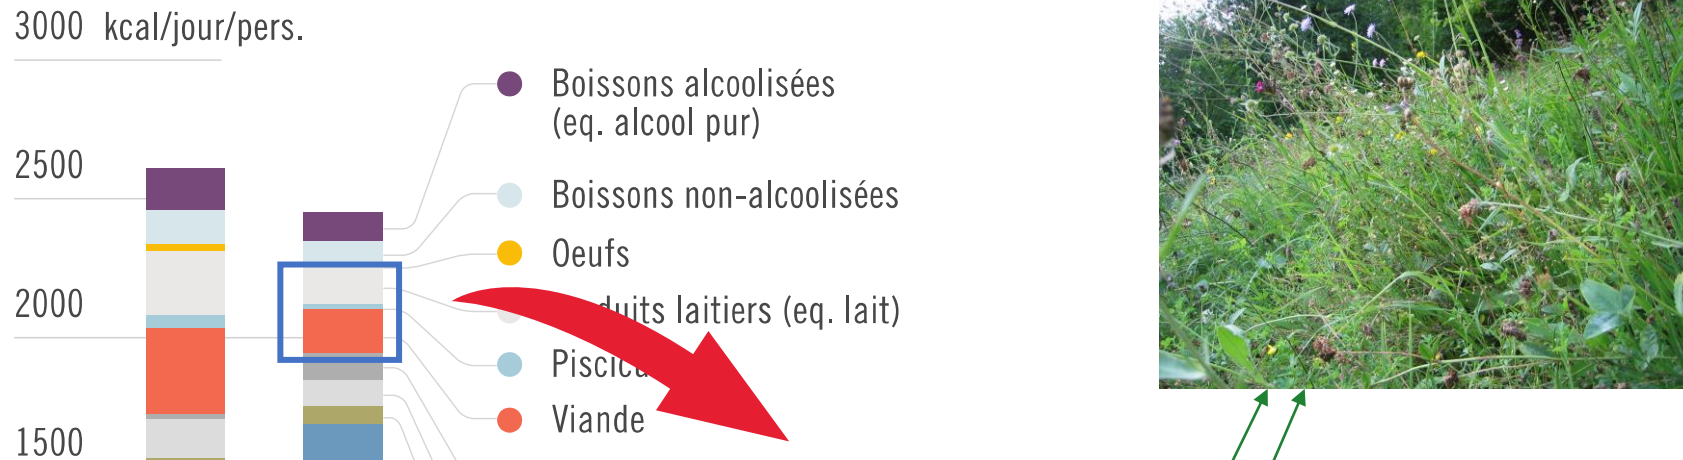 3000 kcal/jour/pers.
Boissons alcoolisées
(eq. alcool pur)
2500
Boissons non-alcoolisées
Oeufs
2000
laitiers (eq. lait)
Viande
1500